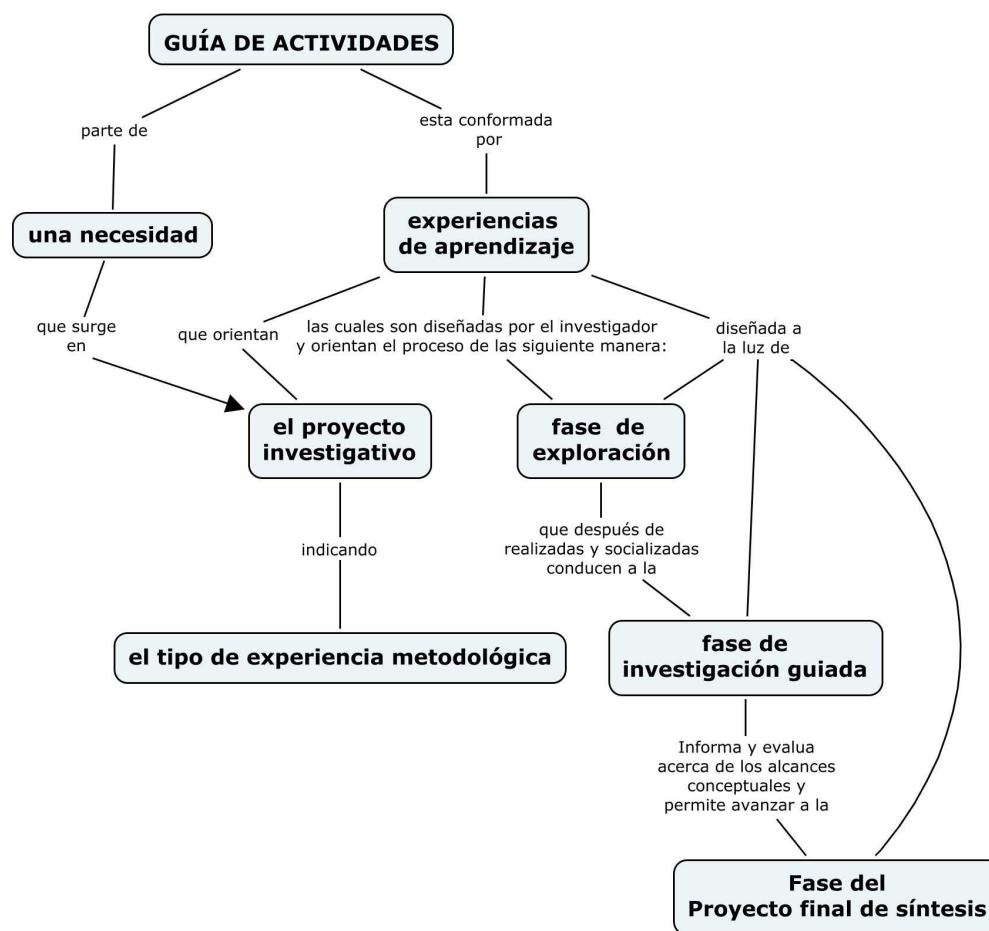 GUÍA DE ACTIVIDADES
parte de
esta conformada
por
una necesidad
experiencias
de aprendizaje
que surge
en
que orientan
las cuales son diseñadas por el investigador
y orientan el proceso de las siguiente manera:
diseñada a
la luz de
el proyecto
investigativo
fase de
exploración
indicando
que después de
realizadas y socializadas
conducen a la
el tipo de experiencia metodológica
fase de
investigación guiada
Informa y evalua
acerca de los alcances
conceptuales y
permite avanzar a la
Fase del
Proyecto final de síntesis